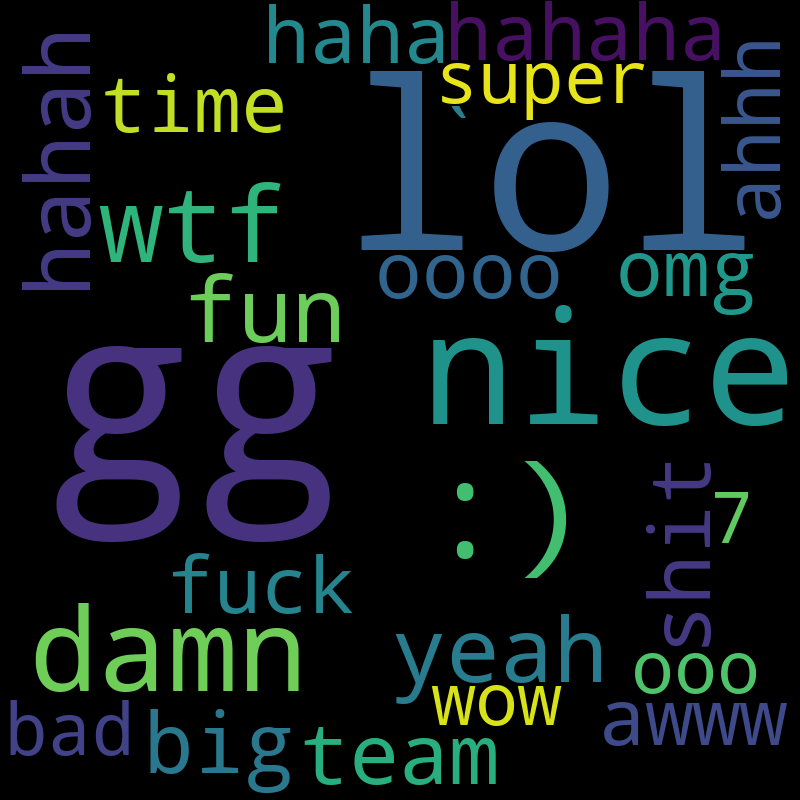 haha
hahaha
hahah
time
super
`
lol
ahhh
wtf
oooo
omg
fun
gg
nice
:)
shit
7
fuck
damn
yeah
ooo
wow
bad
big
team
awww